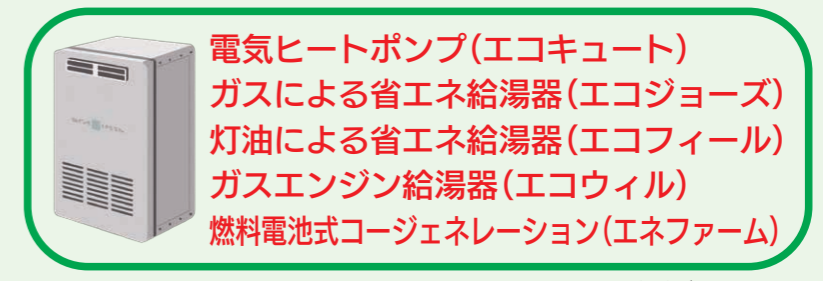 電気ヒートポンプ(エコキュート)
ガスによる省エネ給湯器(エコジョーズ)
灯油による省エネ給湯器(エコフィール)
ガスエンジン給湯器(エコウィル)
燃料電池式コージェネレーション(エネファーム)